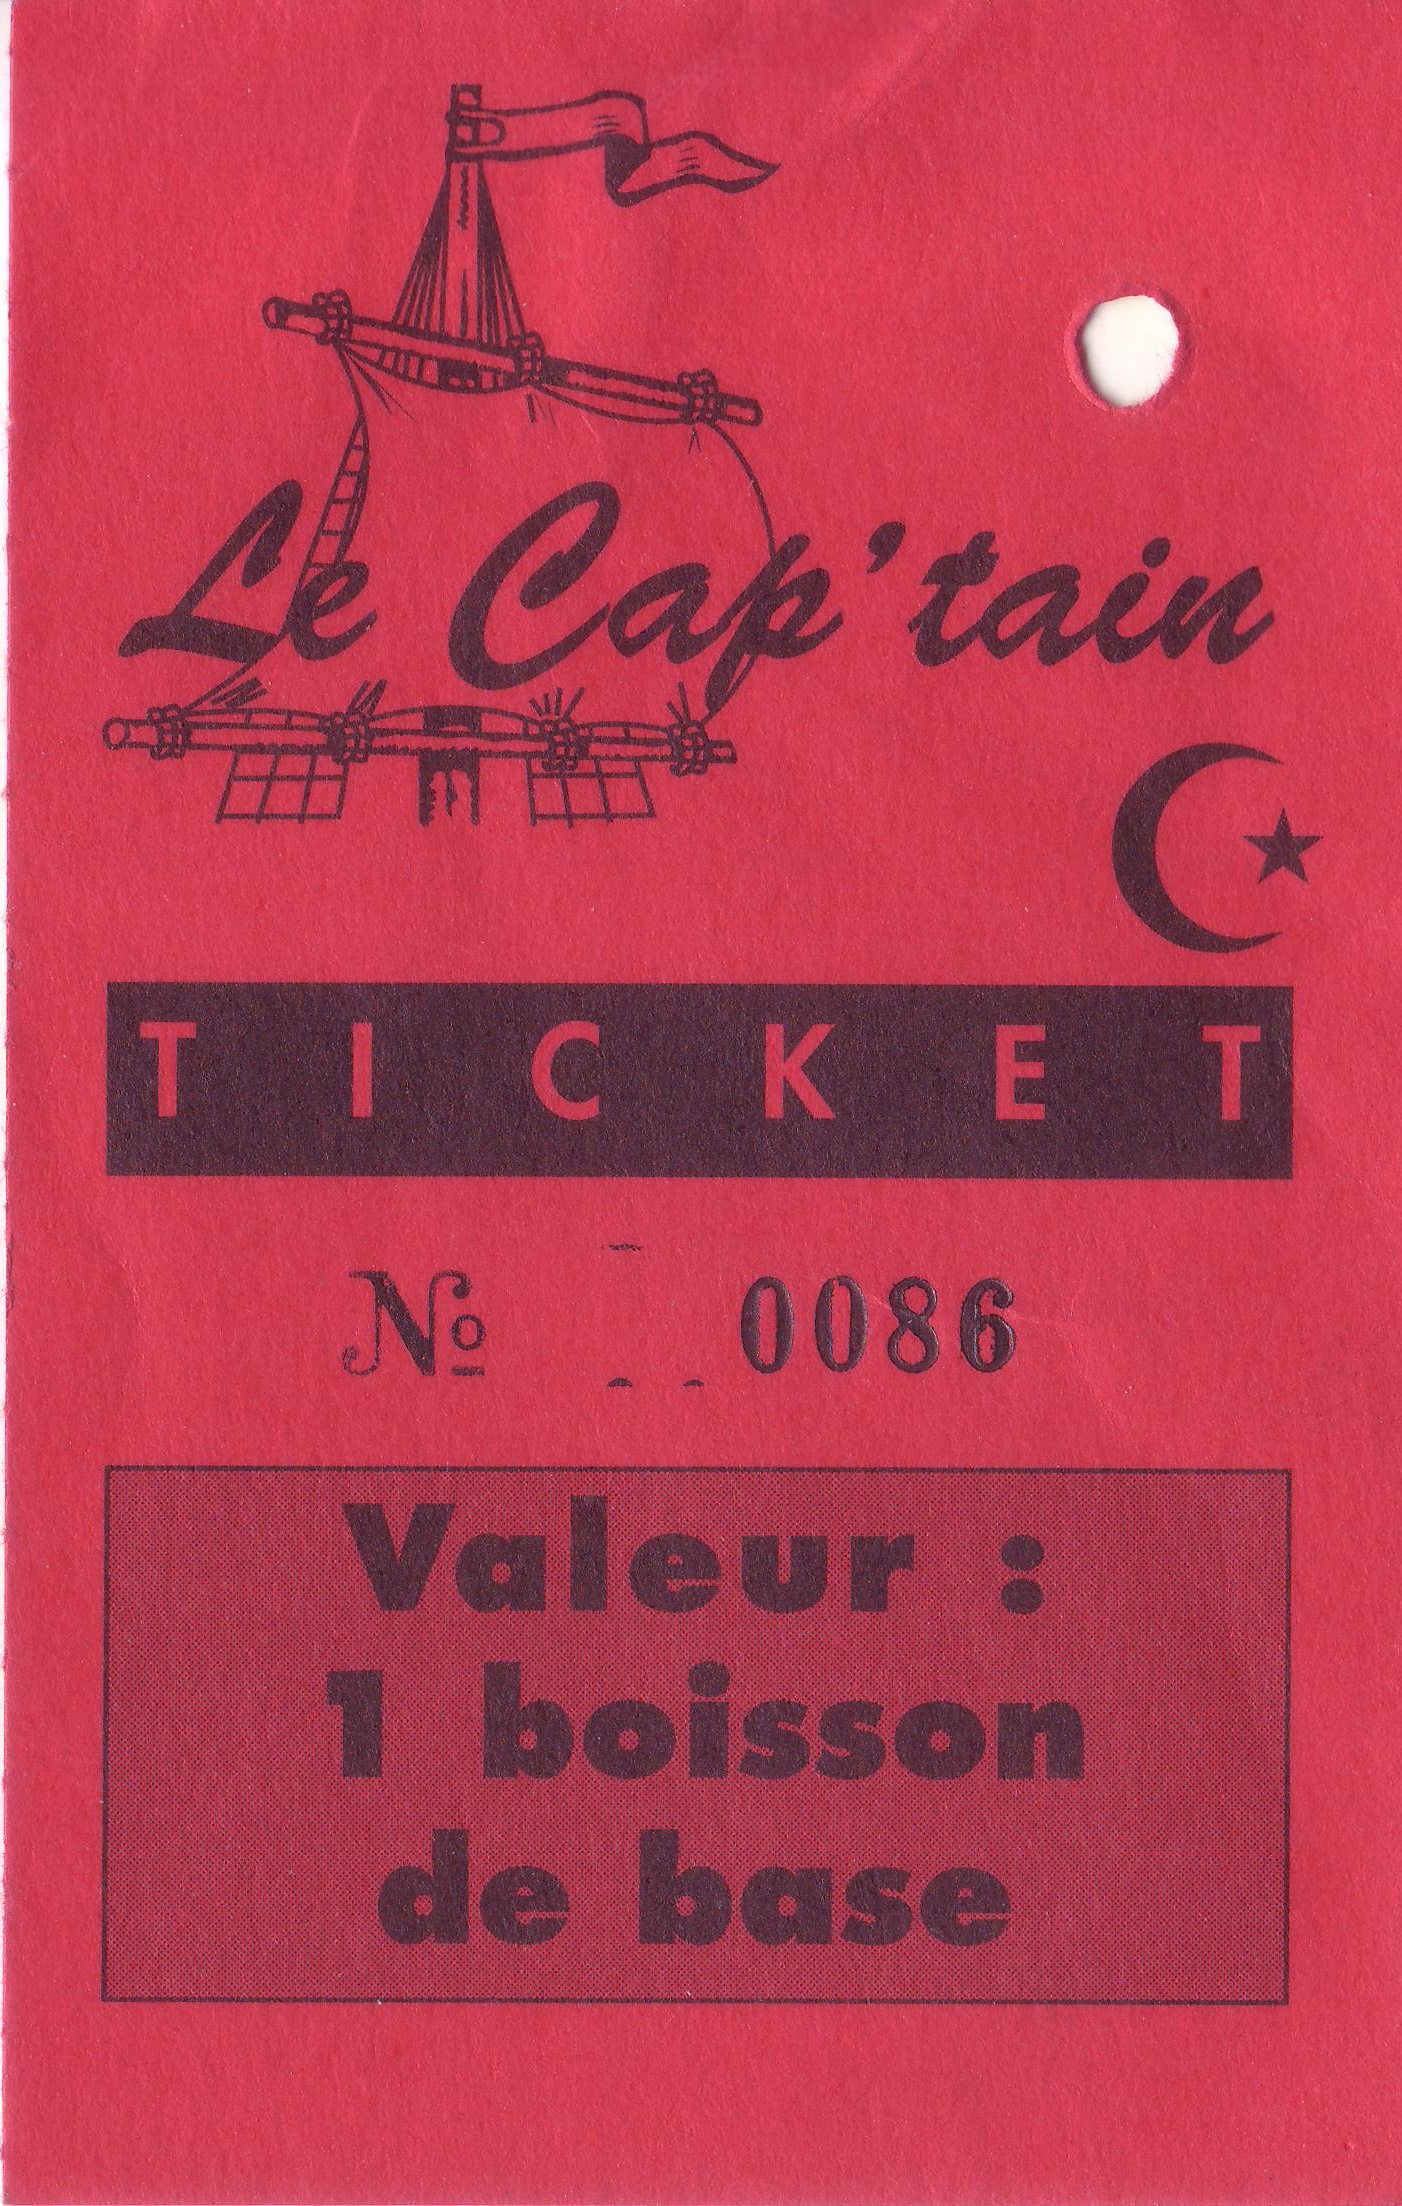 Le Cap'tain
TICKET
No 0086
Valeur :
1 boisson
de base